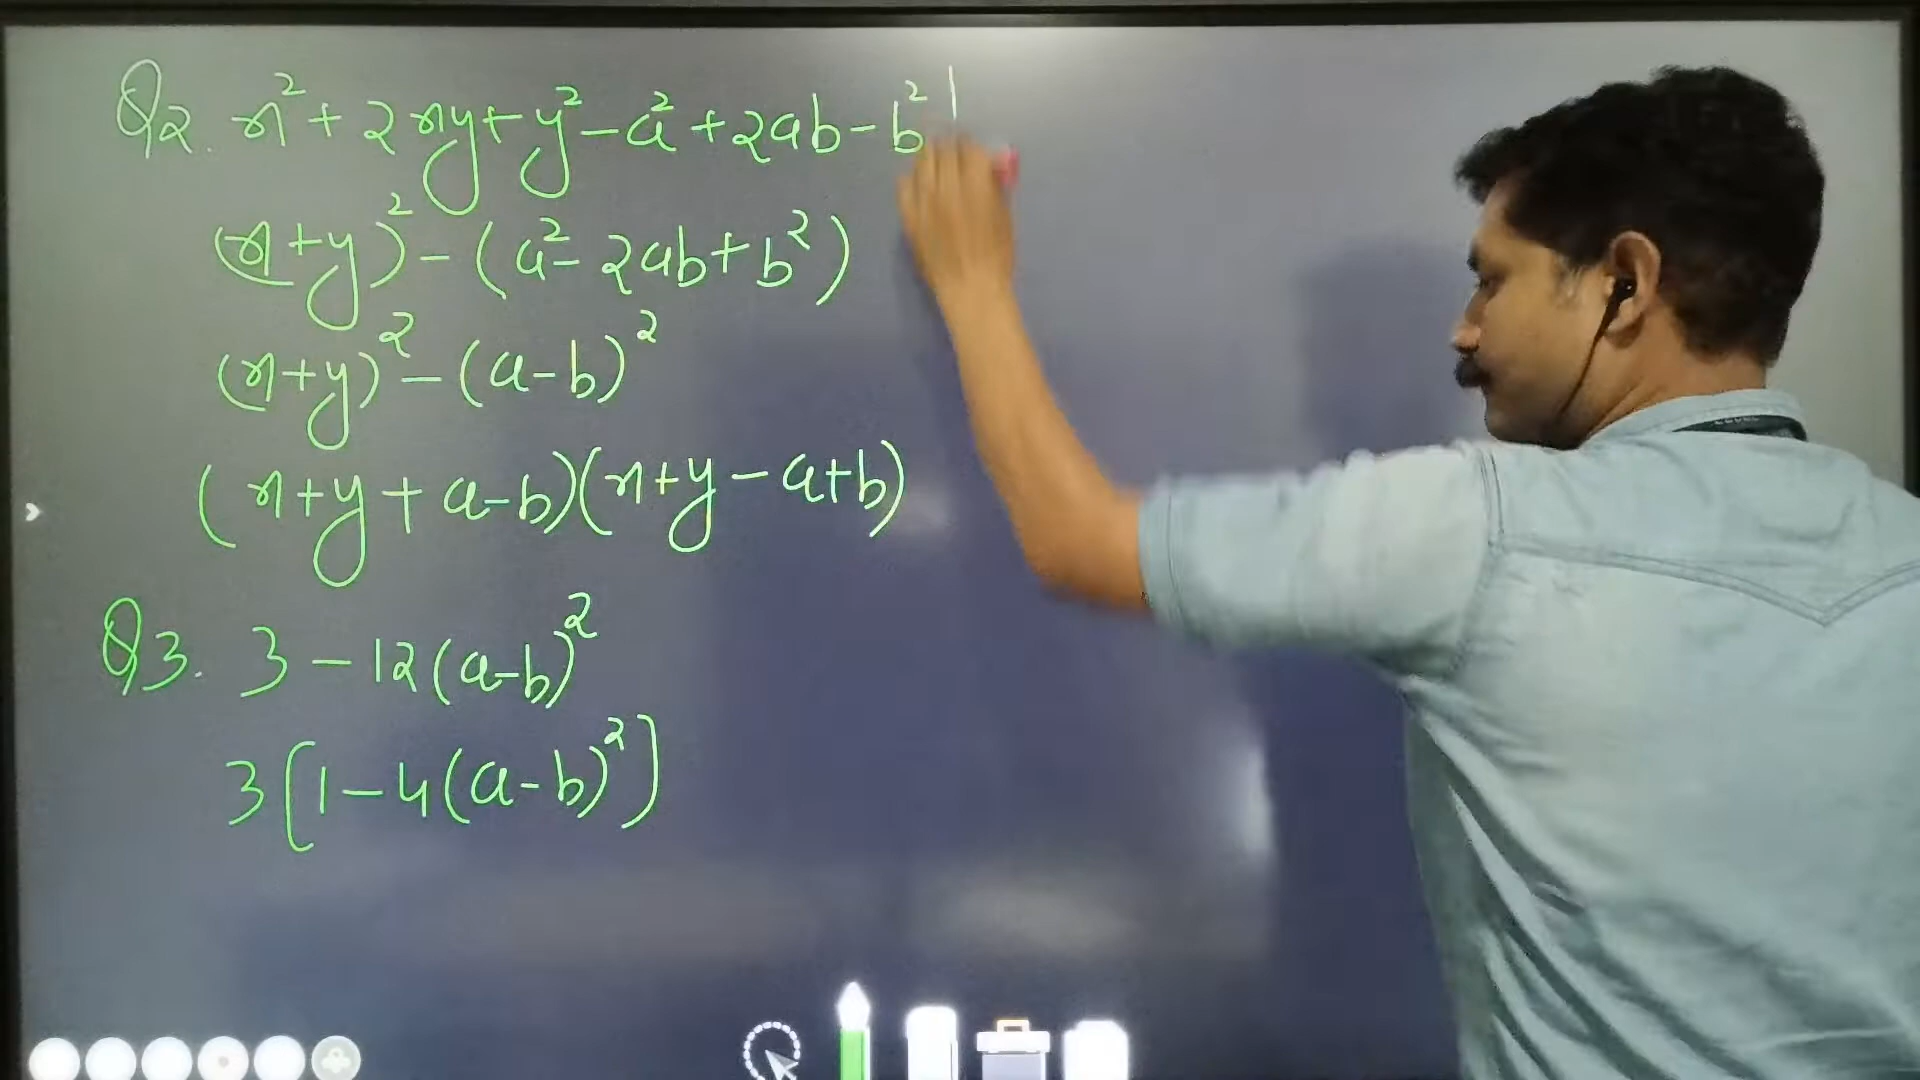 Q2. x² + 2xy + y² - a² + 2ab - b²
(x+y)² - (a² - 2ab + b²)
(x+y)² - (a-b)²
(x+y+a-b)(x+y-a+b)
Q3. 3 - 12(a-b)²
3[1-4(a-b)²]